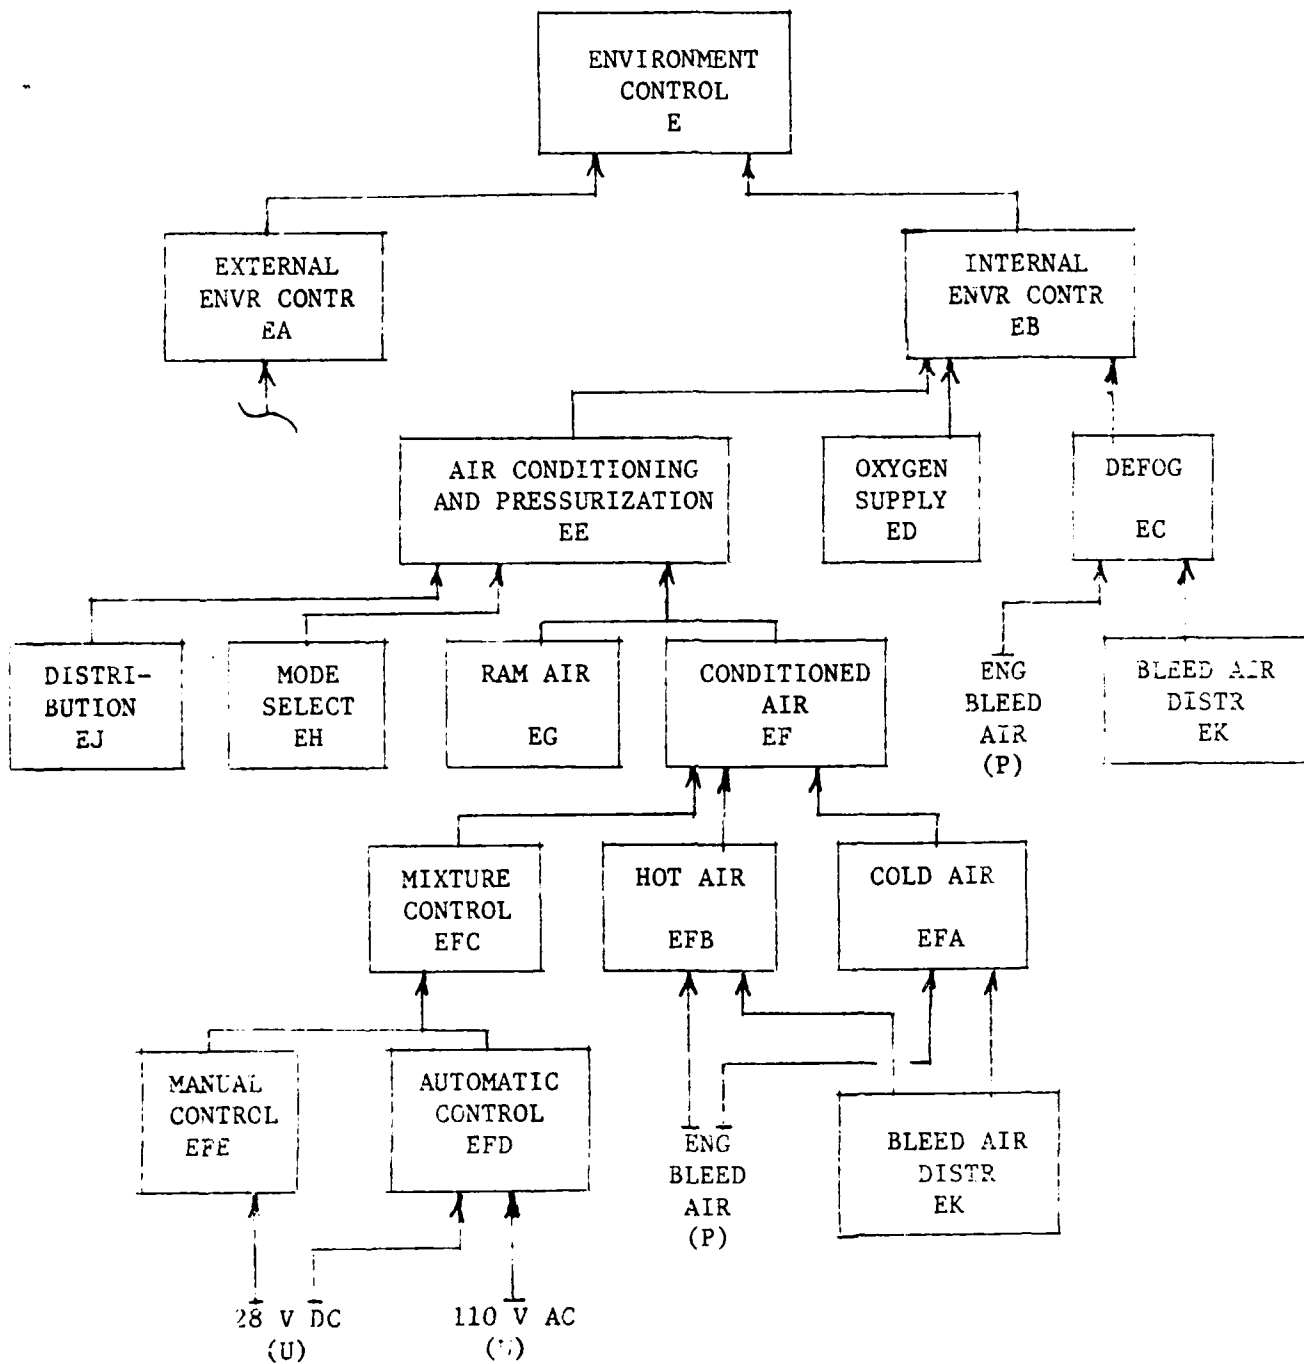 ENVIRONMENT
CONTROL
E
EXTERNAL
ENVR CONTR
EA
INTERNAL
ENVR CONTR
EB
AIR CONDITIONING
AND PRESSURIZATION
EE
OXYGEN
SUPPLY
ED
DEFOG
EC
DISTRI-
BUTION
EJ
MODE
SELECT
EH
RAM AIR
EG
CONDITIONED
AIR
EF
ENG
BLEED
AIR
(P)
BLEED AIR
DISTR
EK
MIXTURE
CONTROL
EFC
HOT AIR
EFB
COLD AIR
EFA
MANUAL
CONTROL
EFE
AUTOMATIC
CONTROL
EFD
ENG
BLEED
AIR
(P)
BLEED AIR
DISTR
EK
28 V DC
(U)
110 V AC